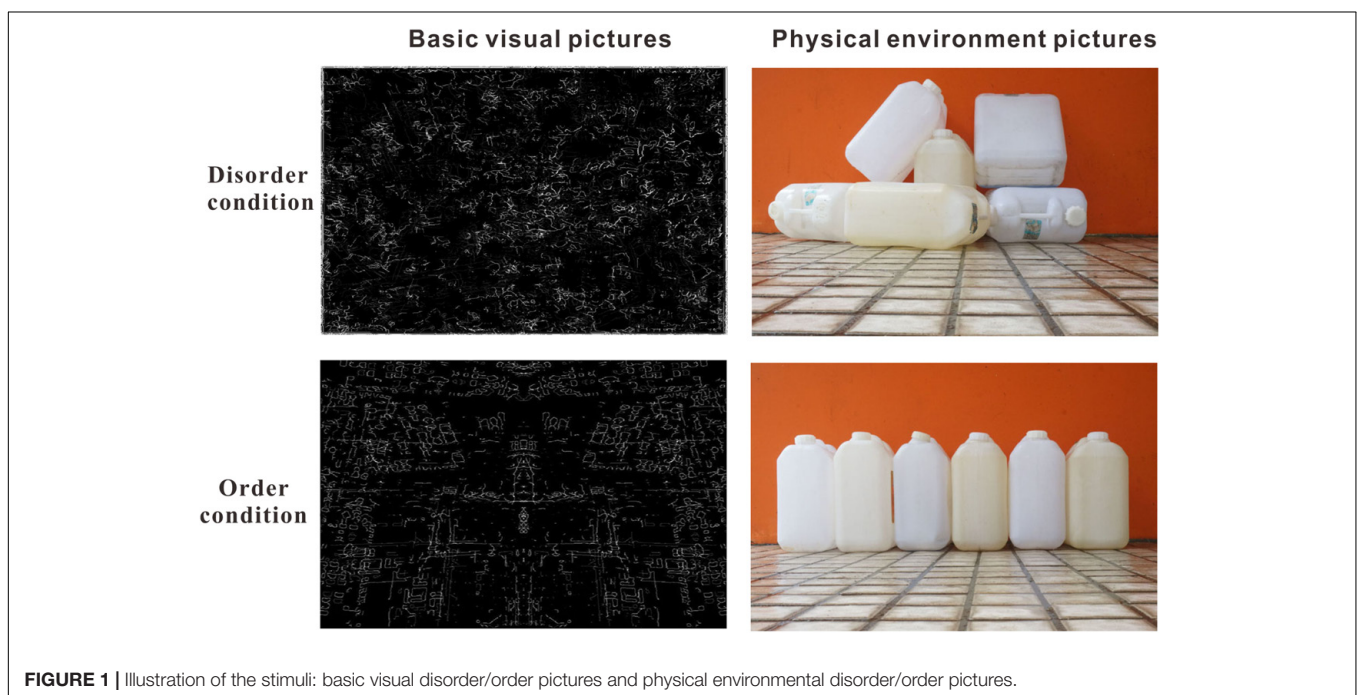 Basic visual pictures
Physical environment pictures
Disorder
condition
Order
condition
FIGURE 1 | Illustration of the stimuli: basic visual disorder/order pictures and physical environmental disorder/order pictures.